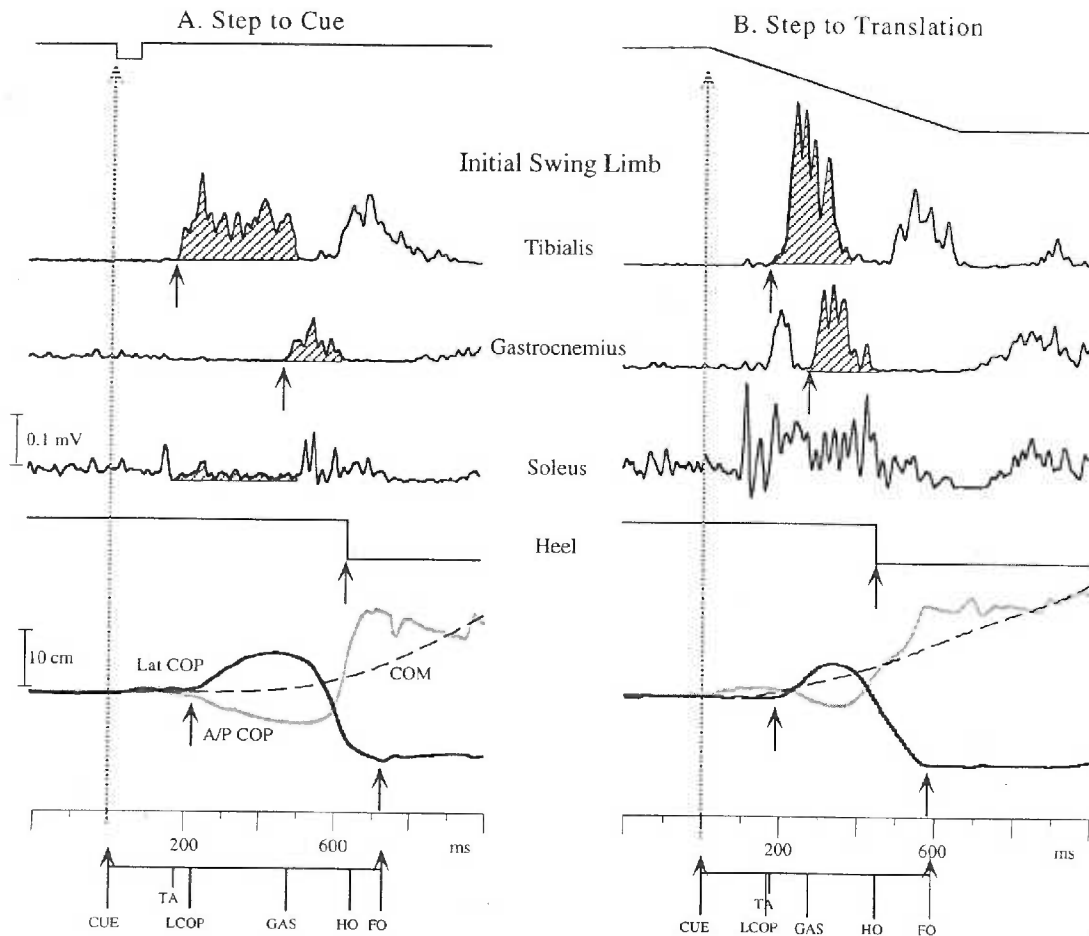 A. Step to Cue
B. Step to Translation
Initial Swing Limb
Tibialis
Gastrocnemius
0.1 mV
Soleus
Heel
10 cm
Lat COP
COM
A/P COP
200 600 ms
200 600 ms
TA
CUE LCOP GAS HO FO
TA
CUE LCOP GAS HO FO